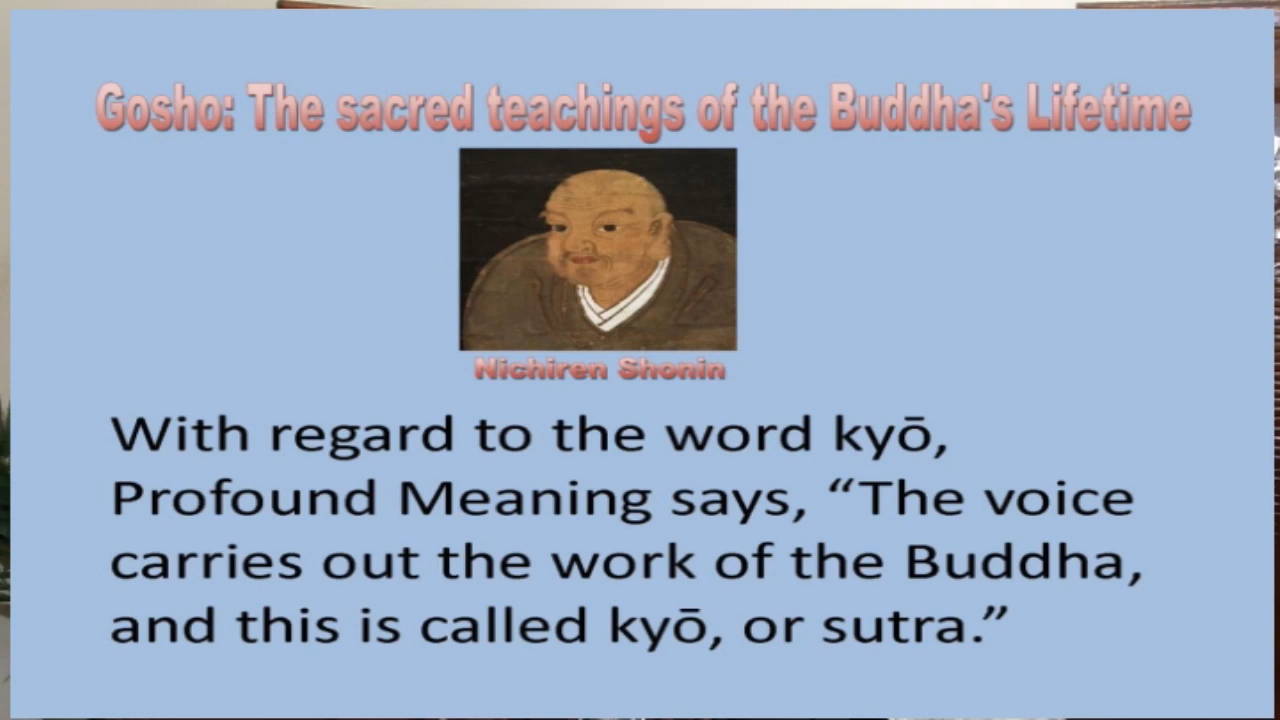 Gosho: The sacred teachings of the Buddha's Lifetime
Nichiren Shonin
With regard to the word kyō,
Profound Meaning says, “The voice
carries out the work of the Buddha,
and this is called kyō, or sutra.”